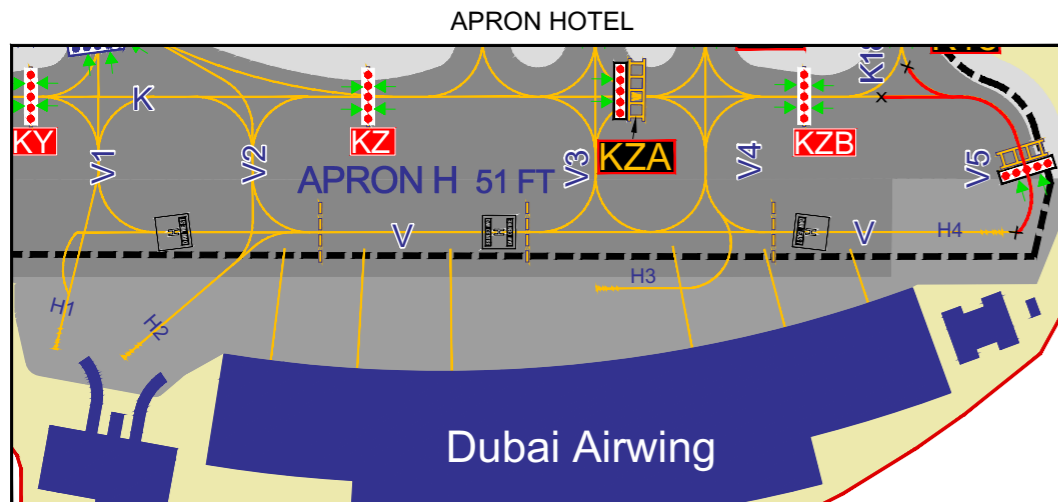 APRON HOTEL
K18
K
KY
KZ
KZA
KZB
V1
V2
V3
V4
V5
APRON H 51 FT
V
V
H4
H3
H1
H2
Dubai Airwing